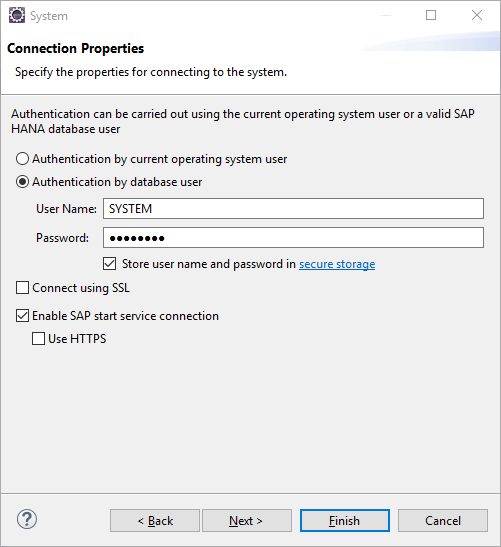 System
Connection Properties
Specify the properties for connecting to the system.
Authentication can be carried out using the current operating system user or a valid SAP
HANA database user
Authentication by current operating system user
Authentication by database user
User Name: SYSTEM
Password: ●●●●●●●●
Store user name and password in secure storage
Connect using SSL
Enable SAP start service connection
Use HTTPS
? < Back Next > Finish Cancel